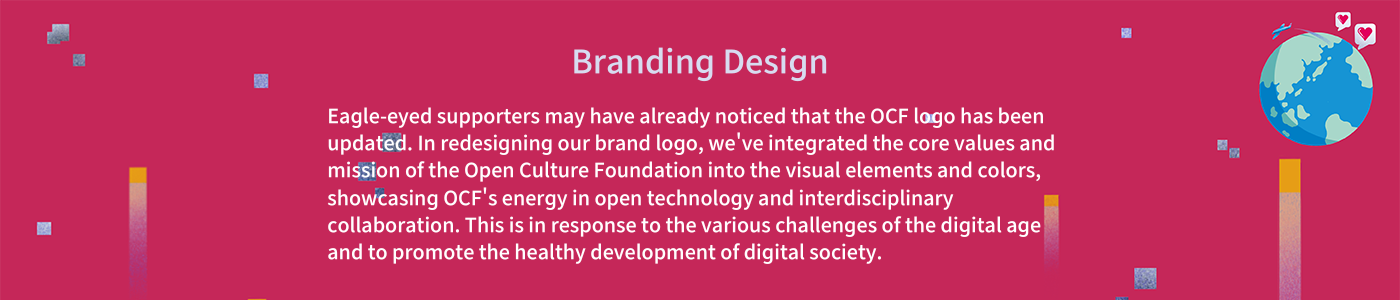 Branding Design
Eagle-eyed supporters may have already noticed that the OCF logo has been
updated. In redesigning our brand logo, we've integrated the core values and
mission of the Open Culture Foundation into the visual elements and colors,
showcasing OCF's energy in open technology and interdisciplinary
collaboration. This is in response to the various challenges of the digital age
and to promote the healthy development of digital society.